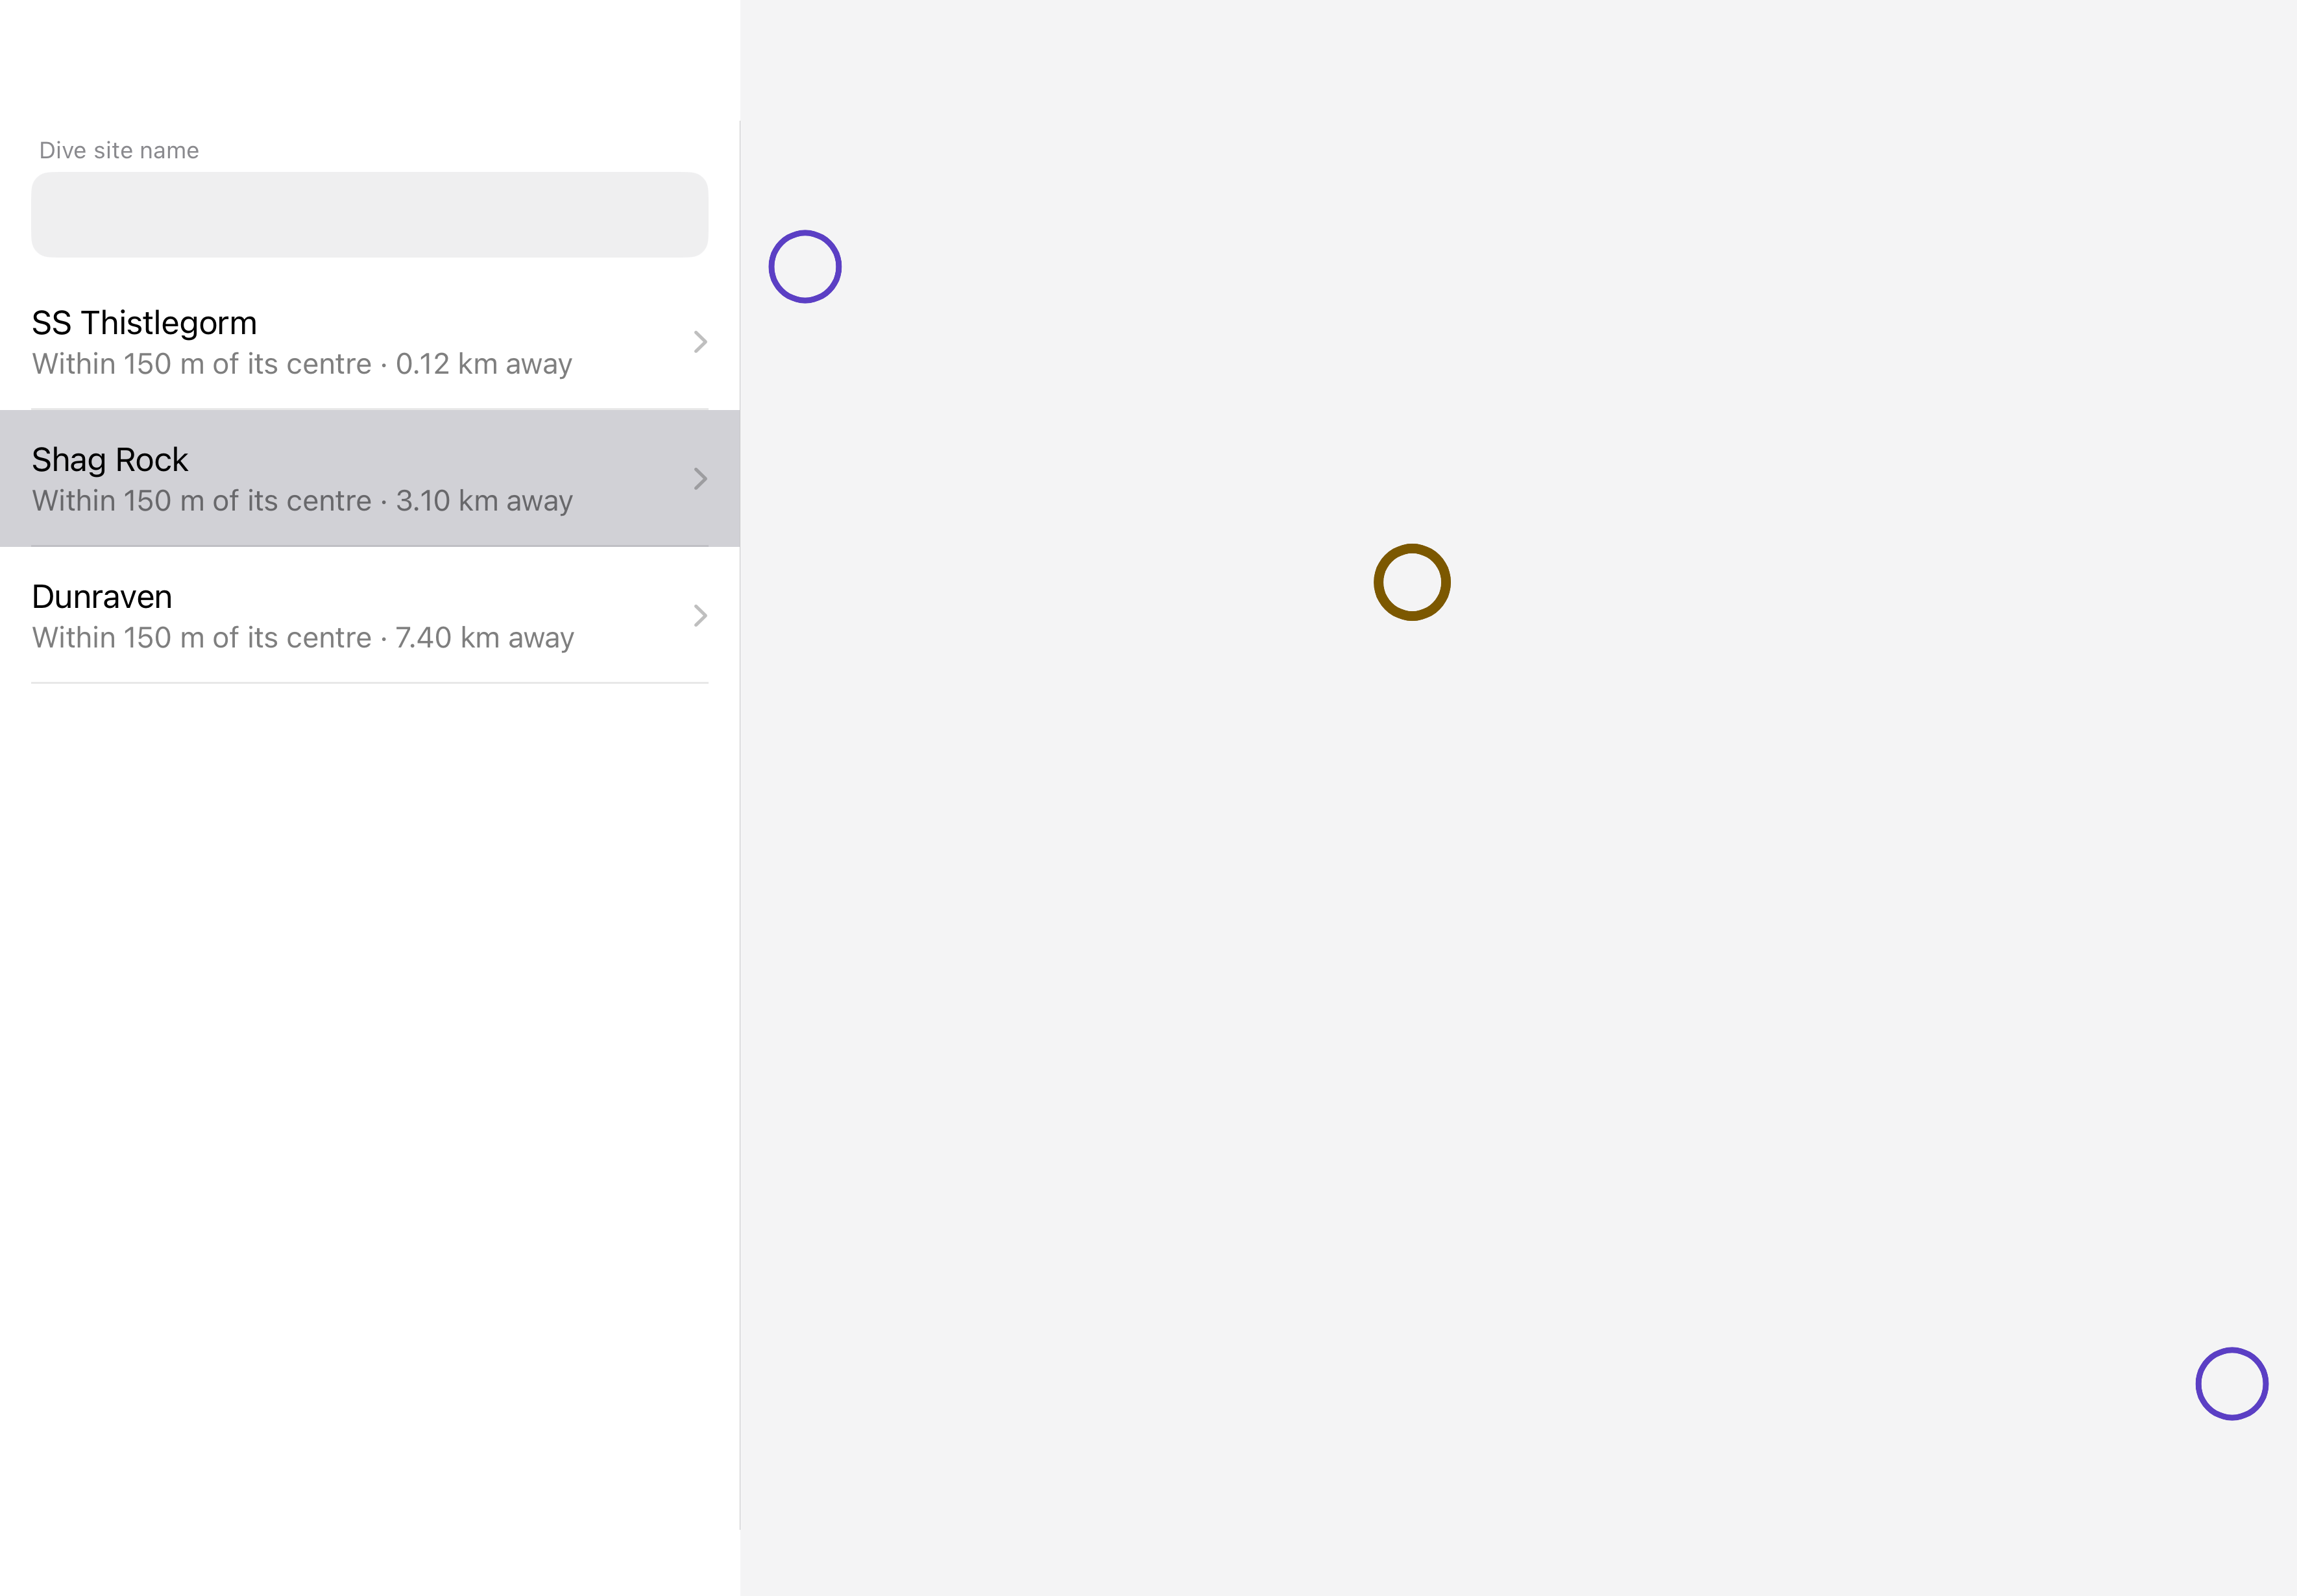 Dive site name
SS Thistlegorm
Within 150 m of its centre · 0.12 km away
Shag Rock
Within 150 m of its centre · 3.10 km away
Dunraven
Within 150 m of its centre · 7.40 km away